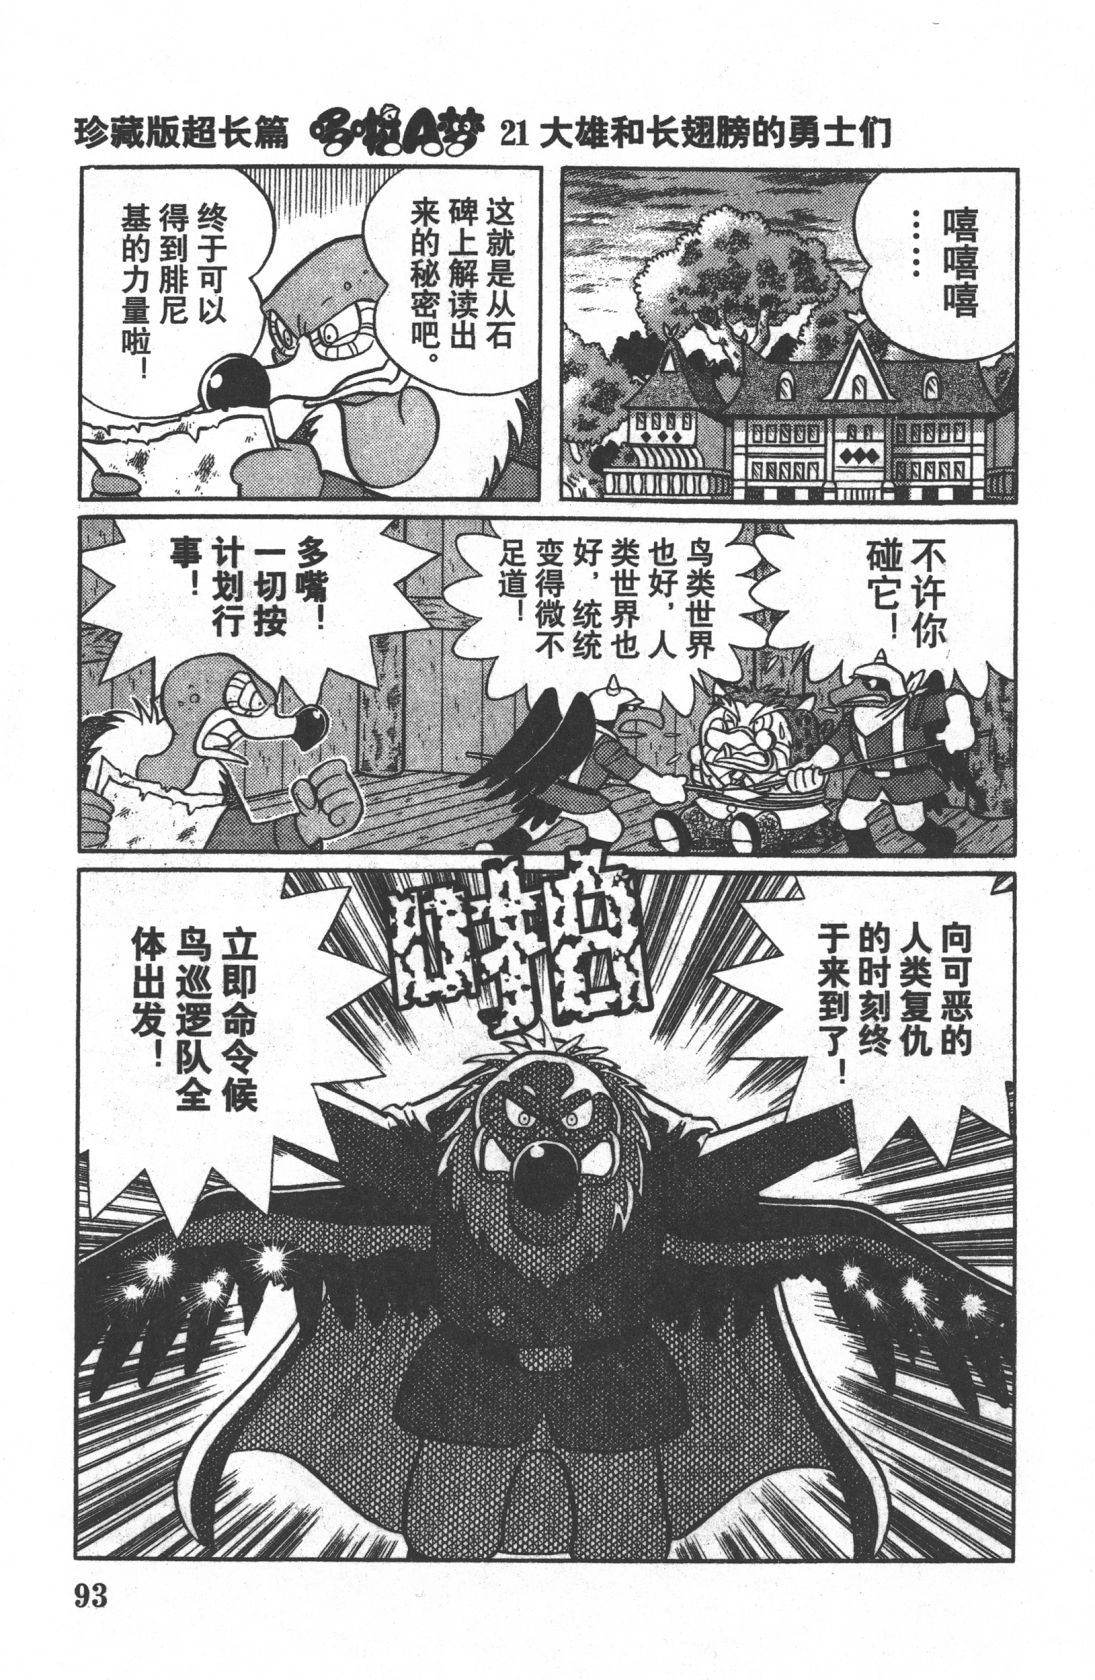 珍藏版超长篇 哆啦A梦 21 大雄和长翅膀的勇士们
嘻嘻嘻
……
这就是从石
碑上解读出
来的秘密吧。
终于可以
得到腓尼
基的力量啦！
不许你
碰它！
鸟类世界
也好，人
类世界也
好，统统
变得微不
足道！
多嘴！
一切按
计划行
事！
向可恶的
人类复仇
的时刻终
于来到了！
立即命令候
鸟巡逻队全
体出发！
93